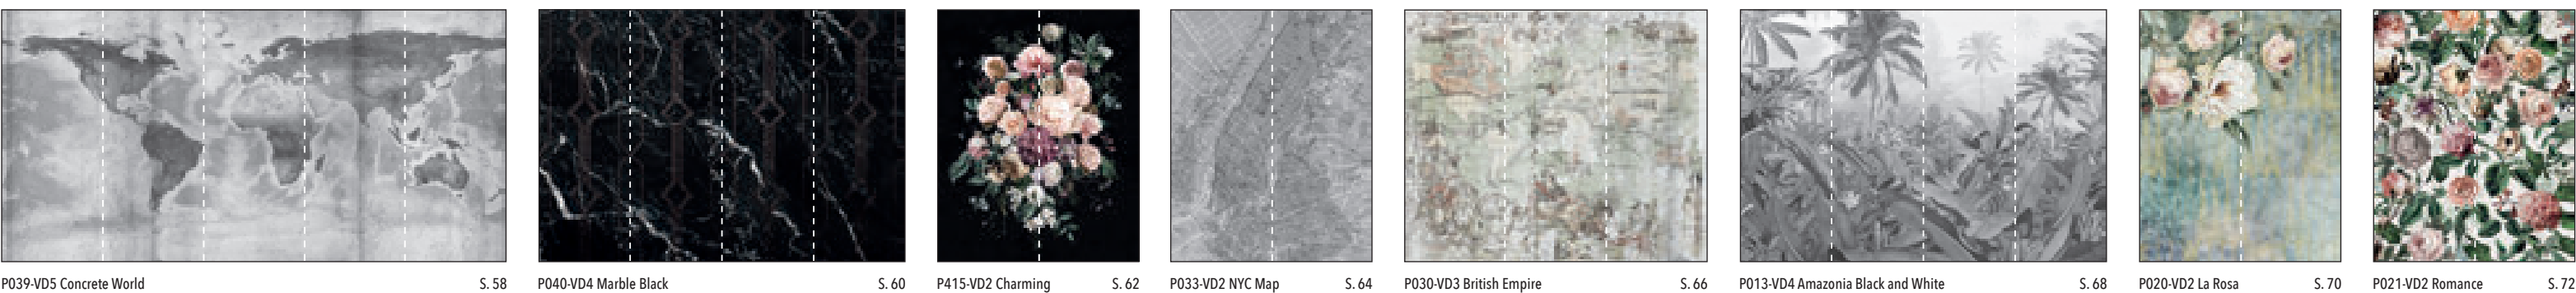 P039-VD5 Concrete World S. 58
P040-VD4 Marble Black S. 60
P415-VD2 Charming S. 62
P033-VD2 NYC Map S. 64
P030-VD3 British Empire S. 66
P013-VD4 Amazonia Black and White S. 68
P020-VD2 La Rosa S. 70
P021-VD2 Romance S. 72